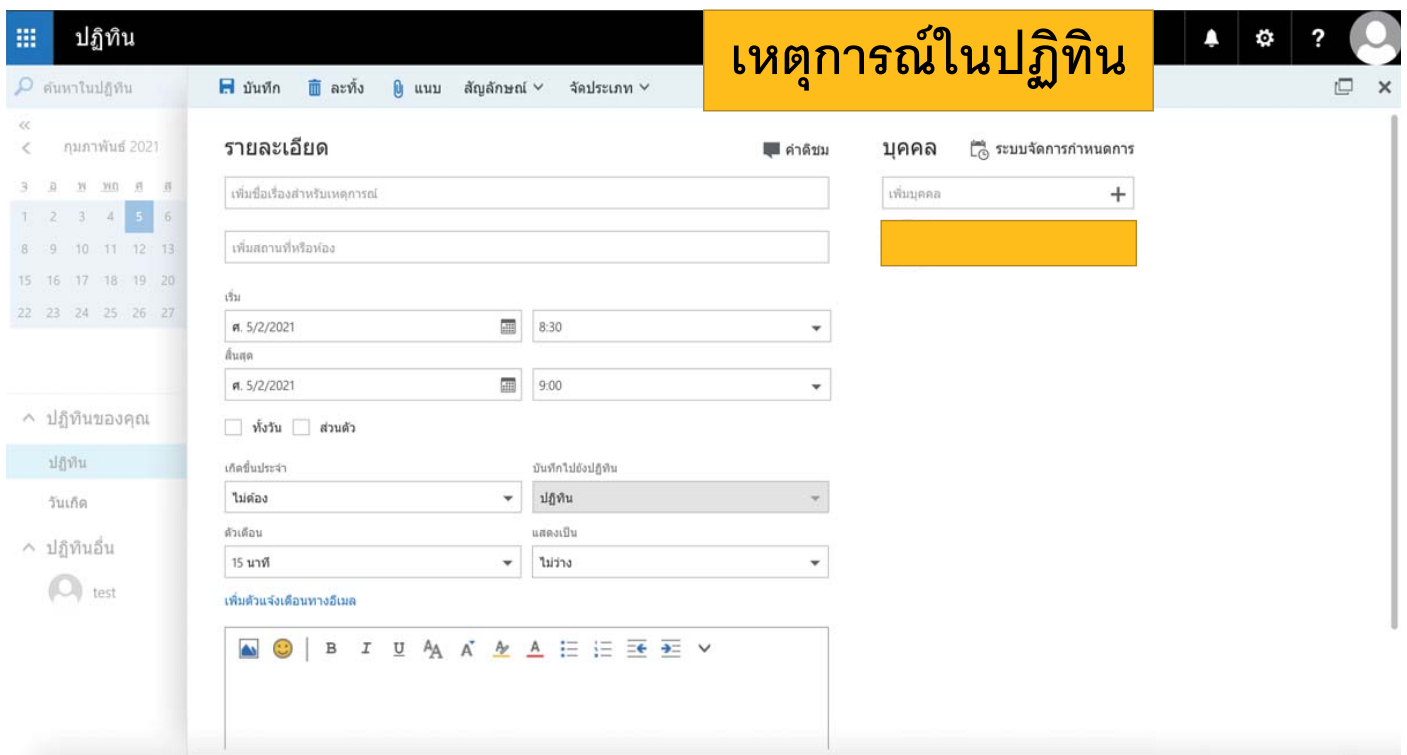 ปฏิทิน
เหตุการณ์ในปฏิทิน
?
ค้นหาในปฏิทิน
บันทึก ละทิ้ง แนบ สัญลักษณ์ จัดประเภท
กุมภาพันธ์ 2021
จ อ พ พฤ ศ ส
1 2 3 4 5 6
8 9 10 11 12 13
15 16 17 18 19 20
22 23 24 25 26 27
ปฏิทินของคุณ
ปฏิทิน
วันเกิด
ปฏิทินอื่น
test
รายละเอียด
คำติชม
เพิ่มชื่อเรื่องสำหรับเหตุการณ์
เพิ่มสถานที่หรือห้อง
เริ่ม
ศ. 5/2/2021 8:30
สิ้นสุด
ศ. 5/2/2021 9:00
ทั้งวัน ส่วนตัว
เกิดขึ้นประจำ บันทึกไปยังปฏิทิน
ไม่ต้อง ปฏิทิน
ตัวเตือน แสดงเป็น
15 นาที ไม่ว่าง
เพิ่มตัวแจ้งเตือนทางอีเมล
B I U AA A A A
บุคคล ระบบจัดการกำหนดการ
เพิ่มบุคคล